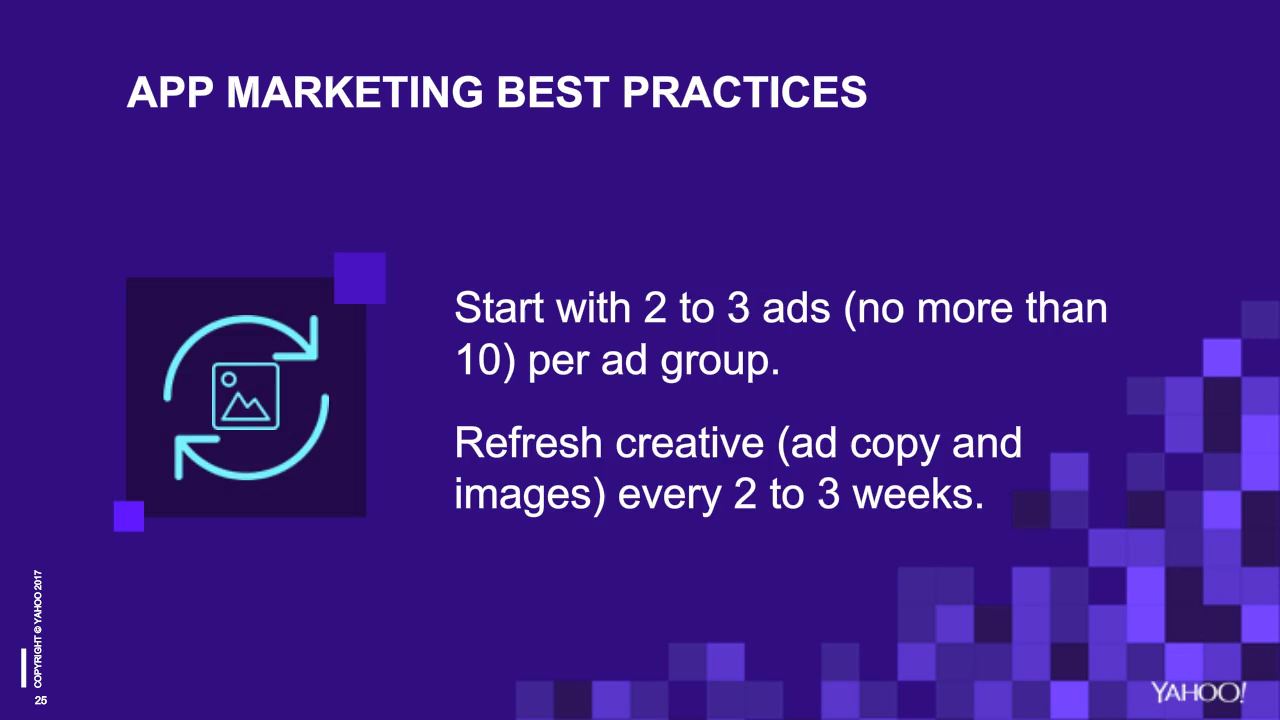 APP MARKETING BEST PRACTICES
Start with 2 to 3 ads (no more than
10) per ad group.
Refresh creative (ad copy and
images) every 2 to 3 weeks.
COPYRIGHT © YAHOO 2017
25
YAHOO!